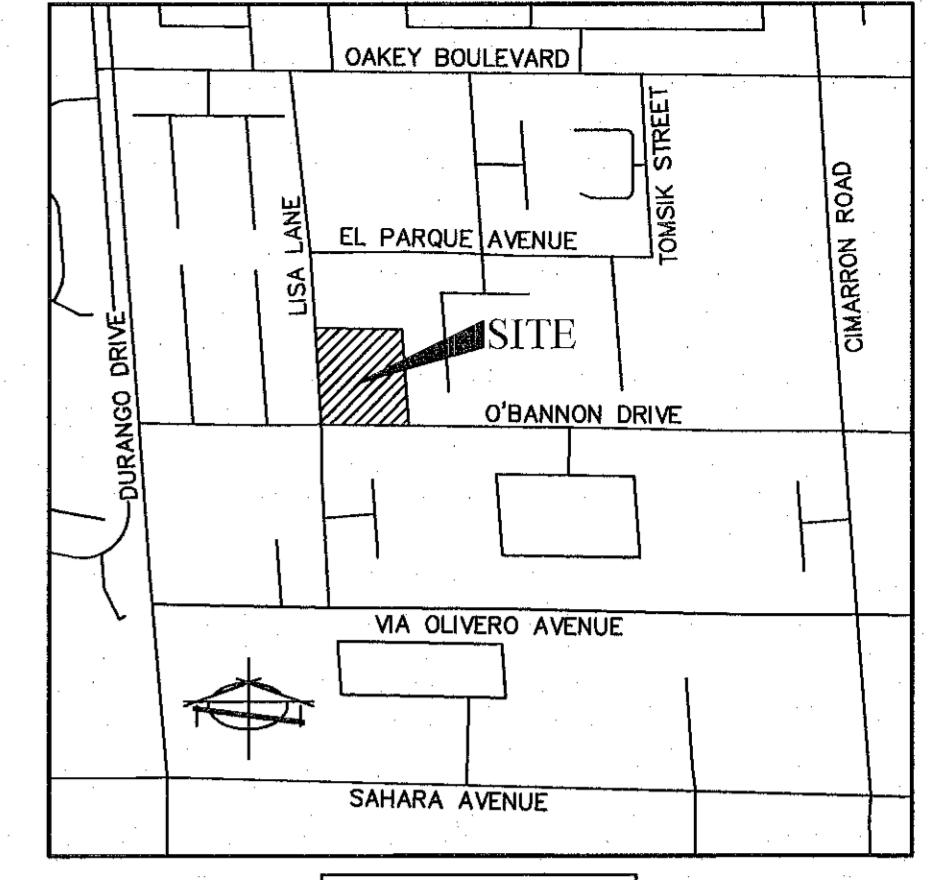 OAKEY BOULEVARD
TOMSIK STREET
CIMARRON ROAD
LISA LANE
EL PARQUE AVENUE
DURANGO DRIVE
SITE
O'BANNON DRIVE
VIA OLIVERO AVENUE
SAHARA AVENUE